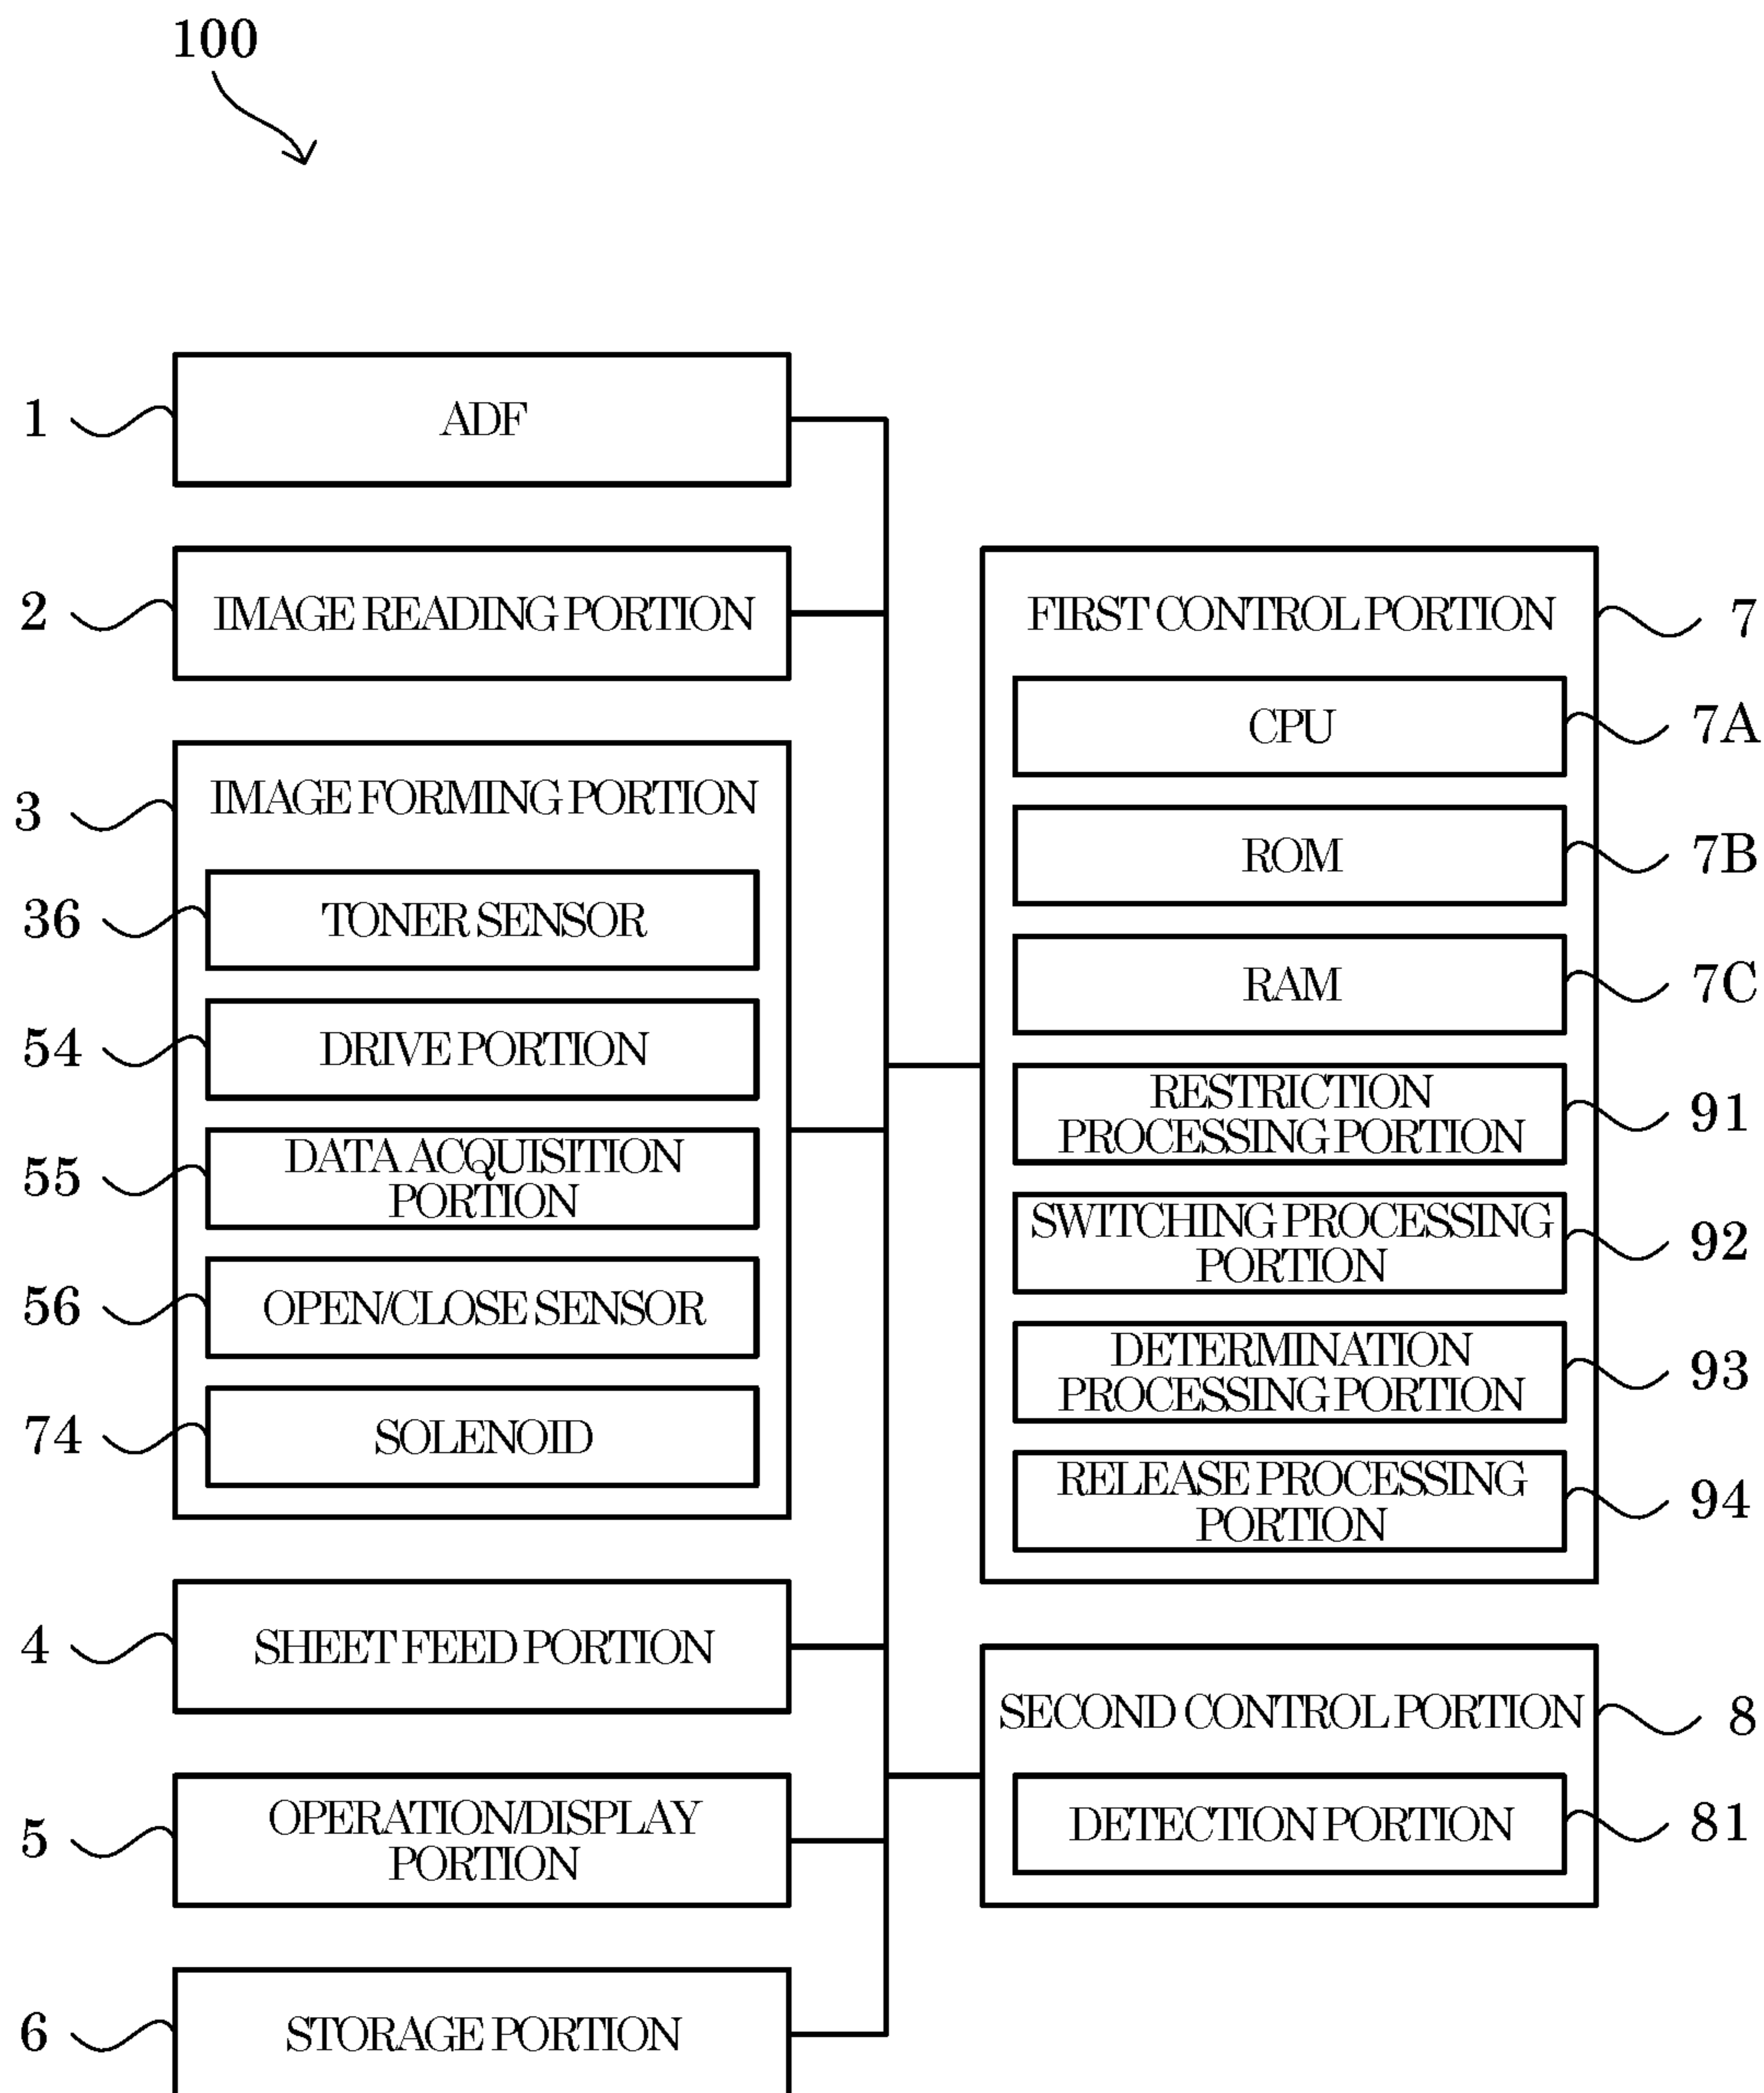 100
1
ADF
2
IMAGE READING PORTION
3
IMAGE FORMING PORTION
36
TONER SENSOR
54
DRIVE PORTION
55
DATA ACQUISITION
PORTION
56
OPEN/CLOSE SENSOR
74
SOLENOID
4
SHEET FEED PORTION
5
OPERATION/DISPLAY
PORTION
6
STORAGE PORTION
FIRST CONTROL PORTION
7
CPU
7A
ROM
7B
RAM
7C
RESTRICTION
PROCESSING PORTION
91
SWITCHING PROCESSING
PORTION
92
DETERMINATION
PROCESSING PORTION
93
RELEASE PROCESSING
PORTION
94
SECOND CONTROL PORTION
8
DETECTION PORTION
81